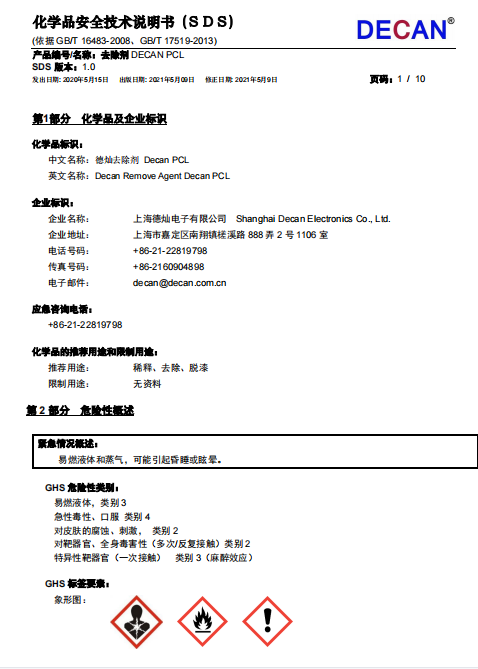 化学品安全技术说明书（ＳＤＳ）
DECAN®
(依据 GB/T 16483-2008、GB/T 17519-2013)
产品编号/名称：去除剂 DECAN PCL
SDS 版本：1.0
发出日期: 2020年5月15日 出版日期: 2021年5月09日 修正日期: 2021年5月9日 页码：1 / 10
第1部分 化学品及企业标识
化学品标识：
中文名称：德灿去除剂 Decan PCL
英文名称：Decan Remove Agent Decan PCL
企业标识：
企业名称： 上海德灿电子有限公司 Shanghai Decan Electronics Co., Ltd.
企业地址： 上海市嘉定区南翔镇槎溪路 888 弄 2 号 1106 室
电话号码： +86-21-22819798
传真号码： +86-2160904898
电子邮件： decan@decan.com.cn
应急咨询电话：
+86-21-22819798
化学品的推荐用途和限制用途：
推荐用途： 稀释、去除、脱漆
限制用途： 无资料
第 2 部分 危险性概述
紧急情况概述：
易燃液体和蒸气，可能引起昏睡或眩晕。
GHS 危险性类别：
易燃液体，类别 3
急性毒性、口服 类别 4
对皮肤的腐蚀、刺激， 类别 2
对靶器官、全身毒害性（多次/反复接触）类别 2
特异性靶器官（一次接触） 类别 3（麻醉效应）
GHS 标签要素：
象形图：